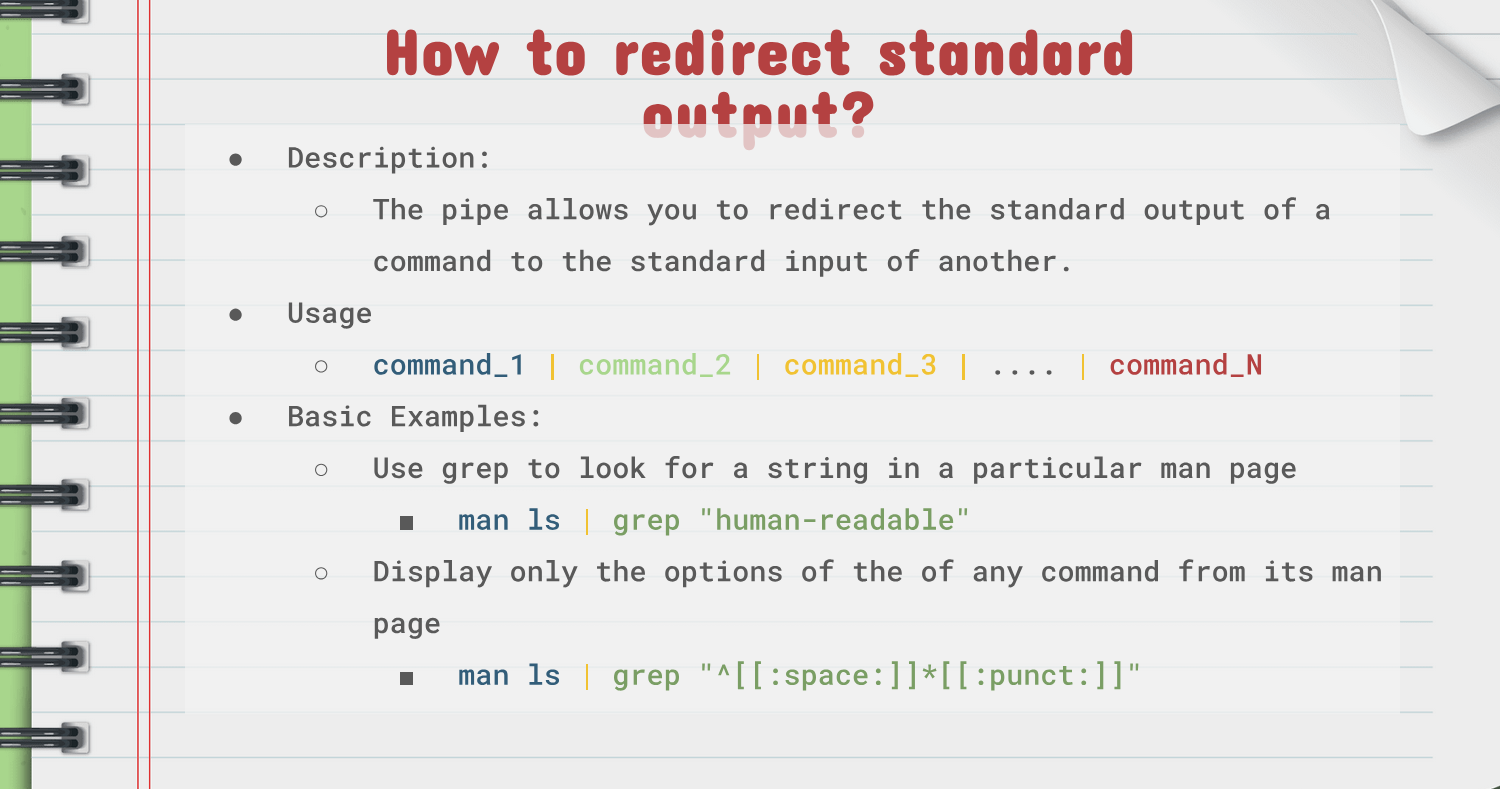 How to redirect standard
output?
● Description:
○ The pipe allows you to redirect the standard output of a
command to the standard input of another.
● Usage
○ command_1 | command_2 | command_3 | .... | command_N
● Basic Examples:
○ Use grep to look for a string in a particular man page
■ man ls | grep "human-readable"
○ Display only the options of the of any command from its man
page
■ man ls | grep "^[[:space:]]*[[:punct:]]"